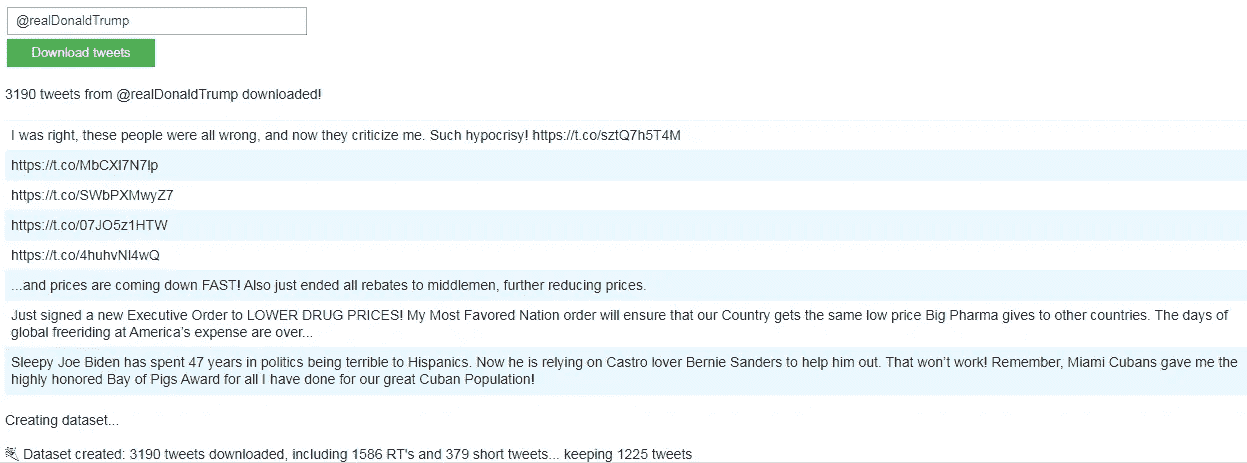 @realDonaldTrump
Download tweets
3190 tweets from @realDonaldTrump downloaded!
I was right, these people were all wrong, and now they criticize me. Such hypocrisy! https://t.co/sztQ7h5T4M
https://t.co/MbCXI7N7lp
https://t.co/SWbPXMwyZ7
https://t.co/07JO5z1HTW
https://t.co/4huhvNl4wQ
...and prices are coming down FAST! Also just ended all rebates to middlemen, further reducing prices.
Just signed a new Executive Order to LOWER DRUG PRICES! My Most Favored Nation order will ensure that our Country gets the same low price Big Pharma gives to other countries. The days of
global freeriding at America’s expense are over...
Sleepy Joe Biden has spent 47 years in politics being terrible to Hispanics. Now he is relying on Castro lover Bernie Sanders to help him out. That won’t work! Remember, Miami Cubans gave me the
highly honored Bay of Pigs Award for all I have done for our great Cuban Population!
Creating dataset...
Dataset created: 3190 tweets downloaded, including 1586 RT's and 379 short tweets... keeping 1225 tweets